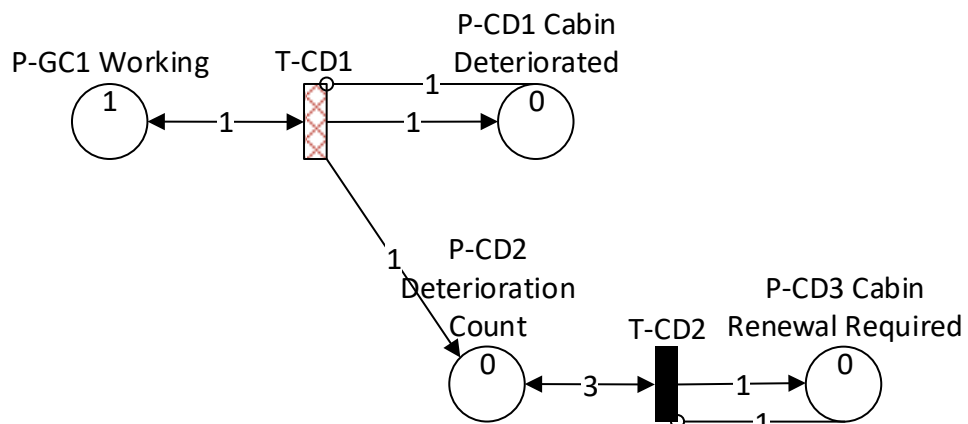 P-GC1 Working
T-CD1
P-CD1 Cabin
Deteriorated
1
1
1
1
0
1
P-CD2
Deterioration
Count
0
T-CD2
P-CD3 Cabin
Renewal Required
0
3
1
1